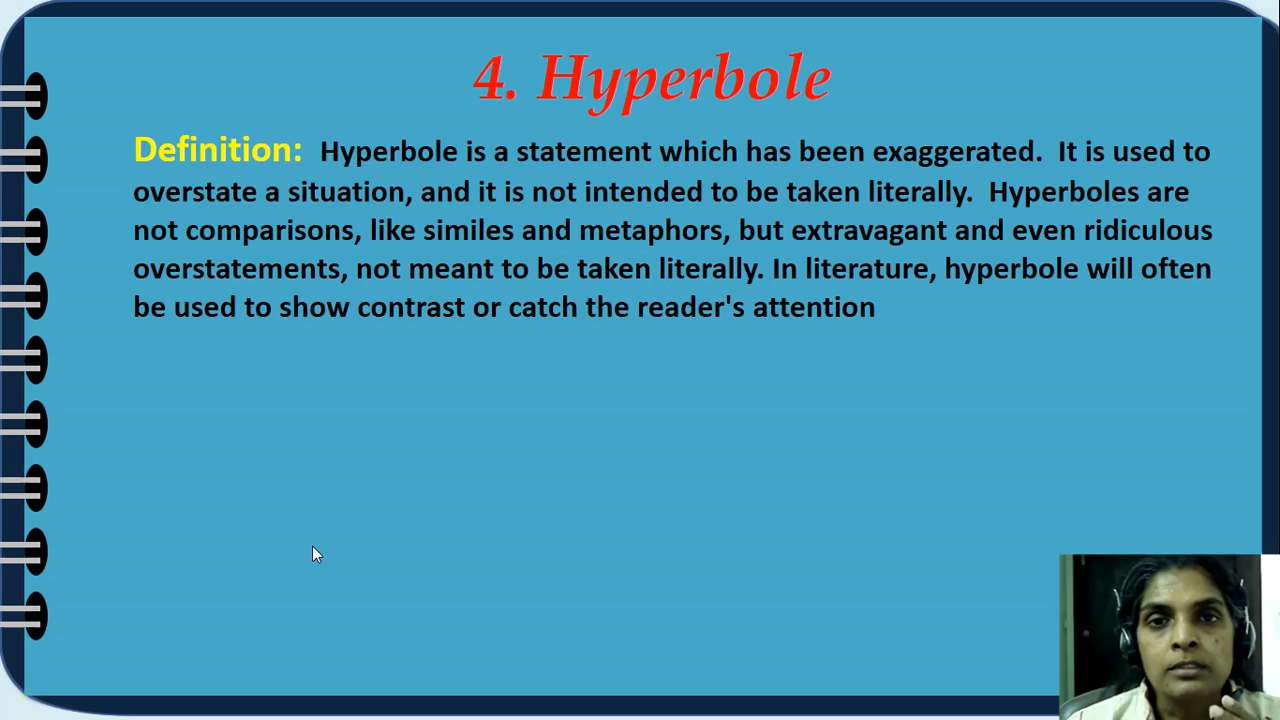 4. Hyperbole
Definition: Hyperbole is a statement which has been exaggerated. It is used to
overstate a situation, and it is not intended to be taken literally. Hyperboles are
not comparisons, like similes and metaphors, but extravagant and even ridiculous
overstatements, not meant to be taken literally. In literature, hyperbole will often
be used to show contrast or catch the reader's attention